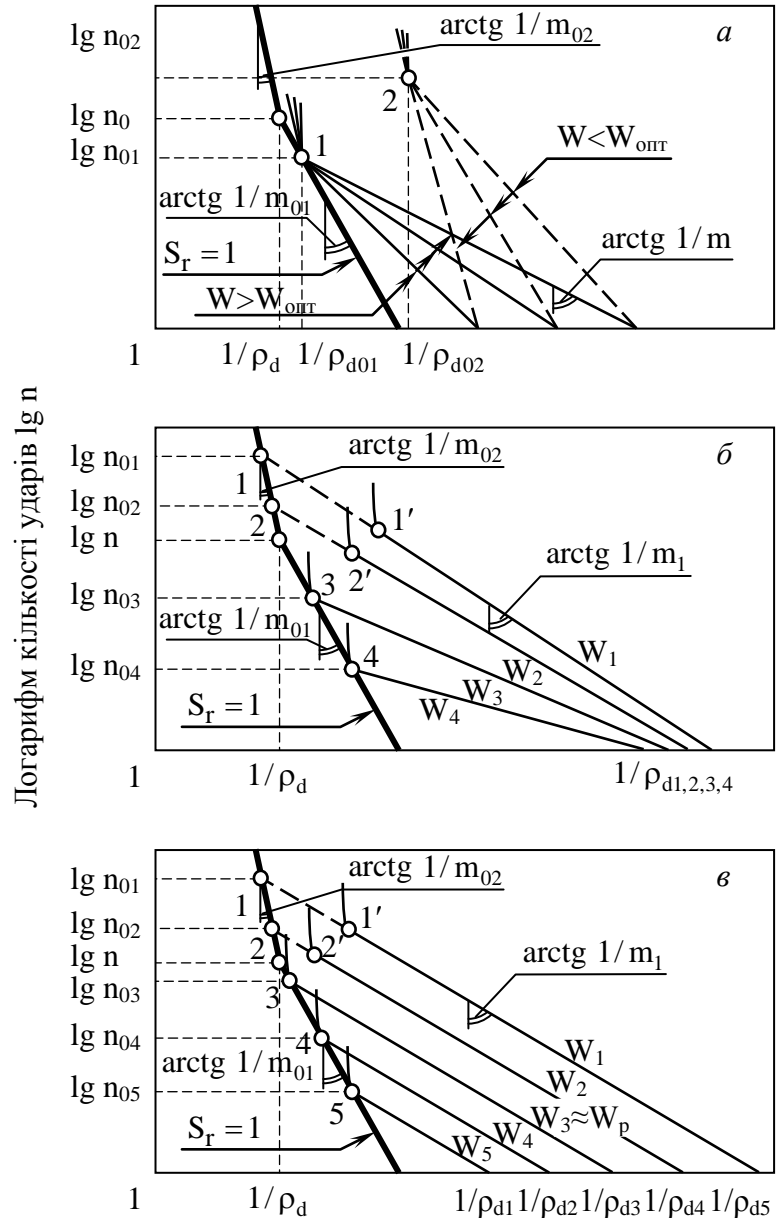 Логарифм кількості ударів lg n
а
lg n₀₂
arctg 1/m₀₂
2
lg n₀
1
lg n₀₁
W<Wопт
arctg 1/m₀₁
Sᵣ = 1
arctg 1/m
W>Wопт
1
1/ρd
1/ρd01
1/ρd02
б
lg n₀₁
arctg 1/m₀₂
1
1′
lg n₀₂
2
lg n
2′
arctg 1/m₁
lg n₀₃
3
arctg 1/m₀₁
W₁
4
W₂
lg n₀₄
W₃
W₄
Sᵣ = 1
1
1/ρd
1/ρd1,2,3,4
в
lg n₀₁
arctg 1/m₀₂
1
1′
lg n₀₂
2
2′
lg n
arctg 1/m₁
lg n₀₃
3
lg n₀₄
4
W₁
arctg 1/m₀₁
W₂
lg n₀₅
5
W₃≈Wₚ
Sᵣ = 1
W₄
W₅
1
1/ρd
1/ρd1
1/ρd2
1/ρd3
1/ρd4
1/ρd5